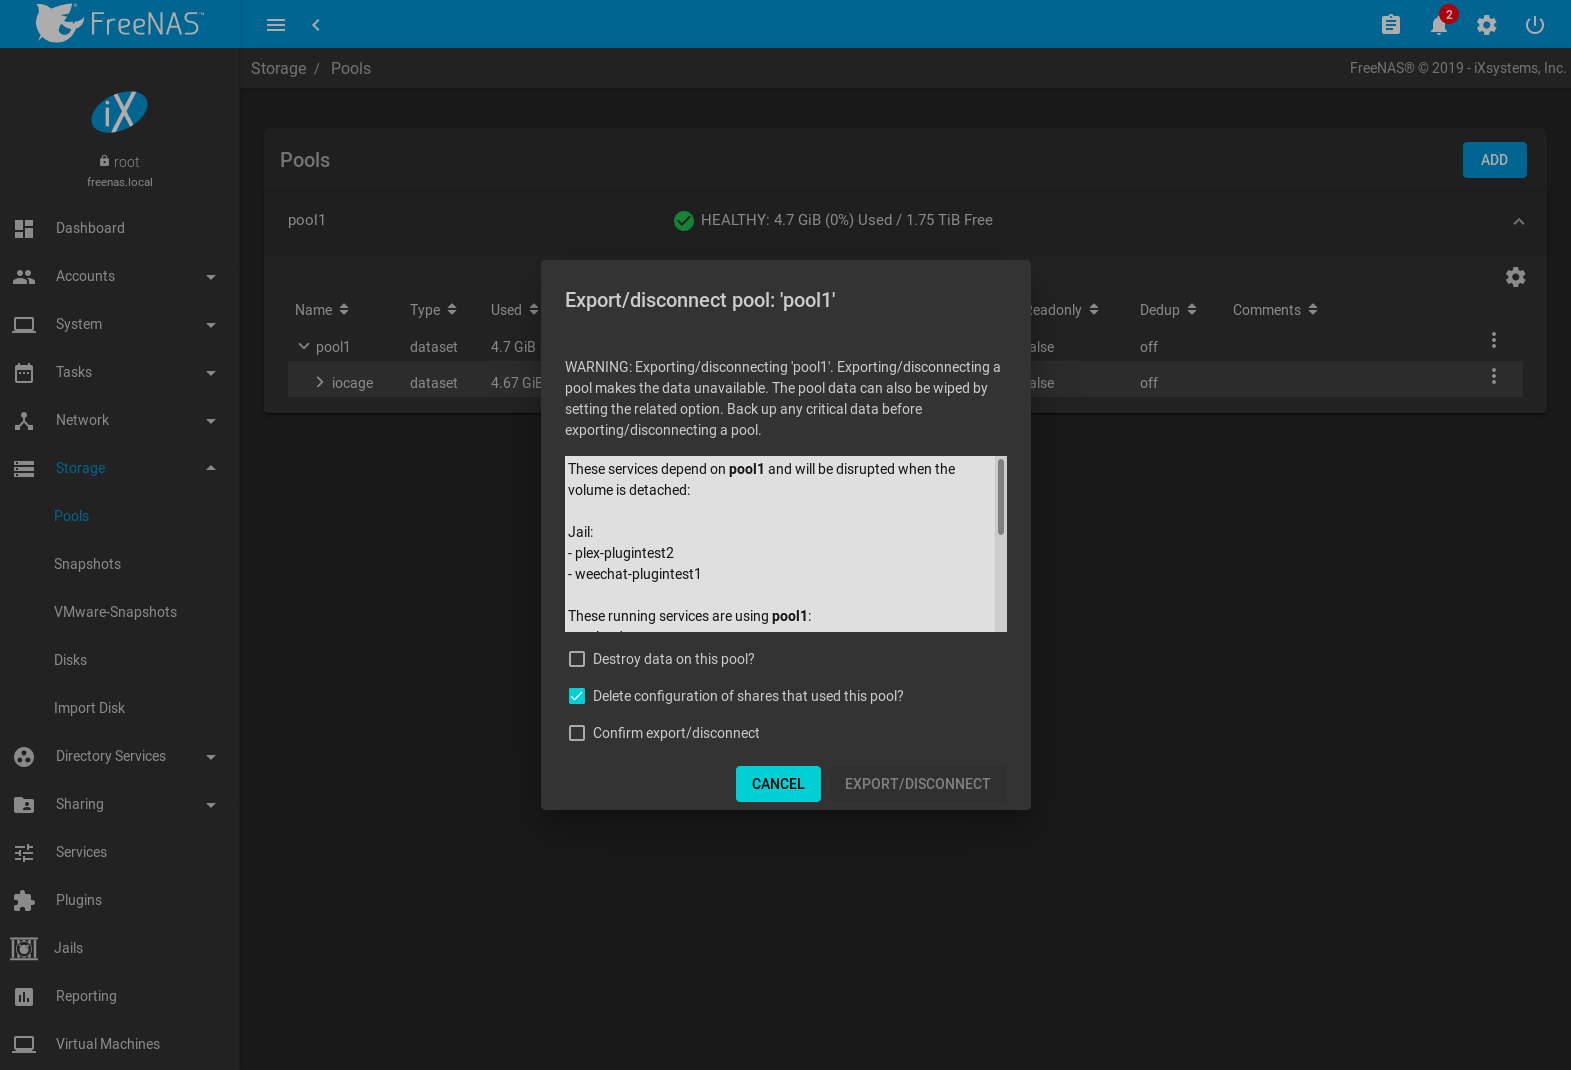 FreeNAS™
2
Storage / Pools
FreeNAS® © 2019 - iXsystems, Inc.
iX
root
freenas.local
Dashboard
Accounts
System
Tasks
Network
Storage
Pools
Snapshots
VMware-Snapshots
Disks
Import Disk
Directory Services
Sharing
Services
Plugins
Jails
Reporting
Virtual Machines
Pools
ADD
pool1
HEALTHY: 4.7 GiB (0%) Used / 1.75 TiB Free
Name Type Used Readonly Dedup Comments
pool1 dataset 4.7 GiB alse off
iocage dataset 4.67 GiB alse off
Export/disconnect pool: 'pool1'
WARNING: Exporting/disconnecting 'pool1'. Exporting/disconnecting a
pool makes the data unavailable. The pool data can also be wiped by
setting the related option. Back up any critical data before
exporting/disconnecting a pool.
These services depend on pool1 and will be disrupted when the
volume is detached:
Jail:
- plex-plugintest2
- weechat-plugintest1
These running services are using pool1:
Destroy data on this pool?
Delete configuration of shares that used this pool?
Confirm export/disconnect
CANCEL
EXPORT/DISCONNECT